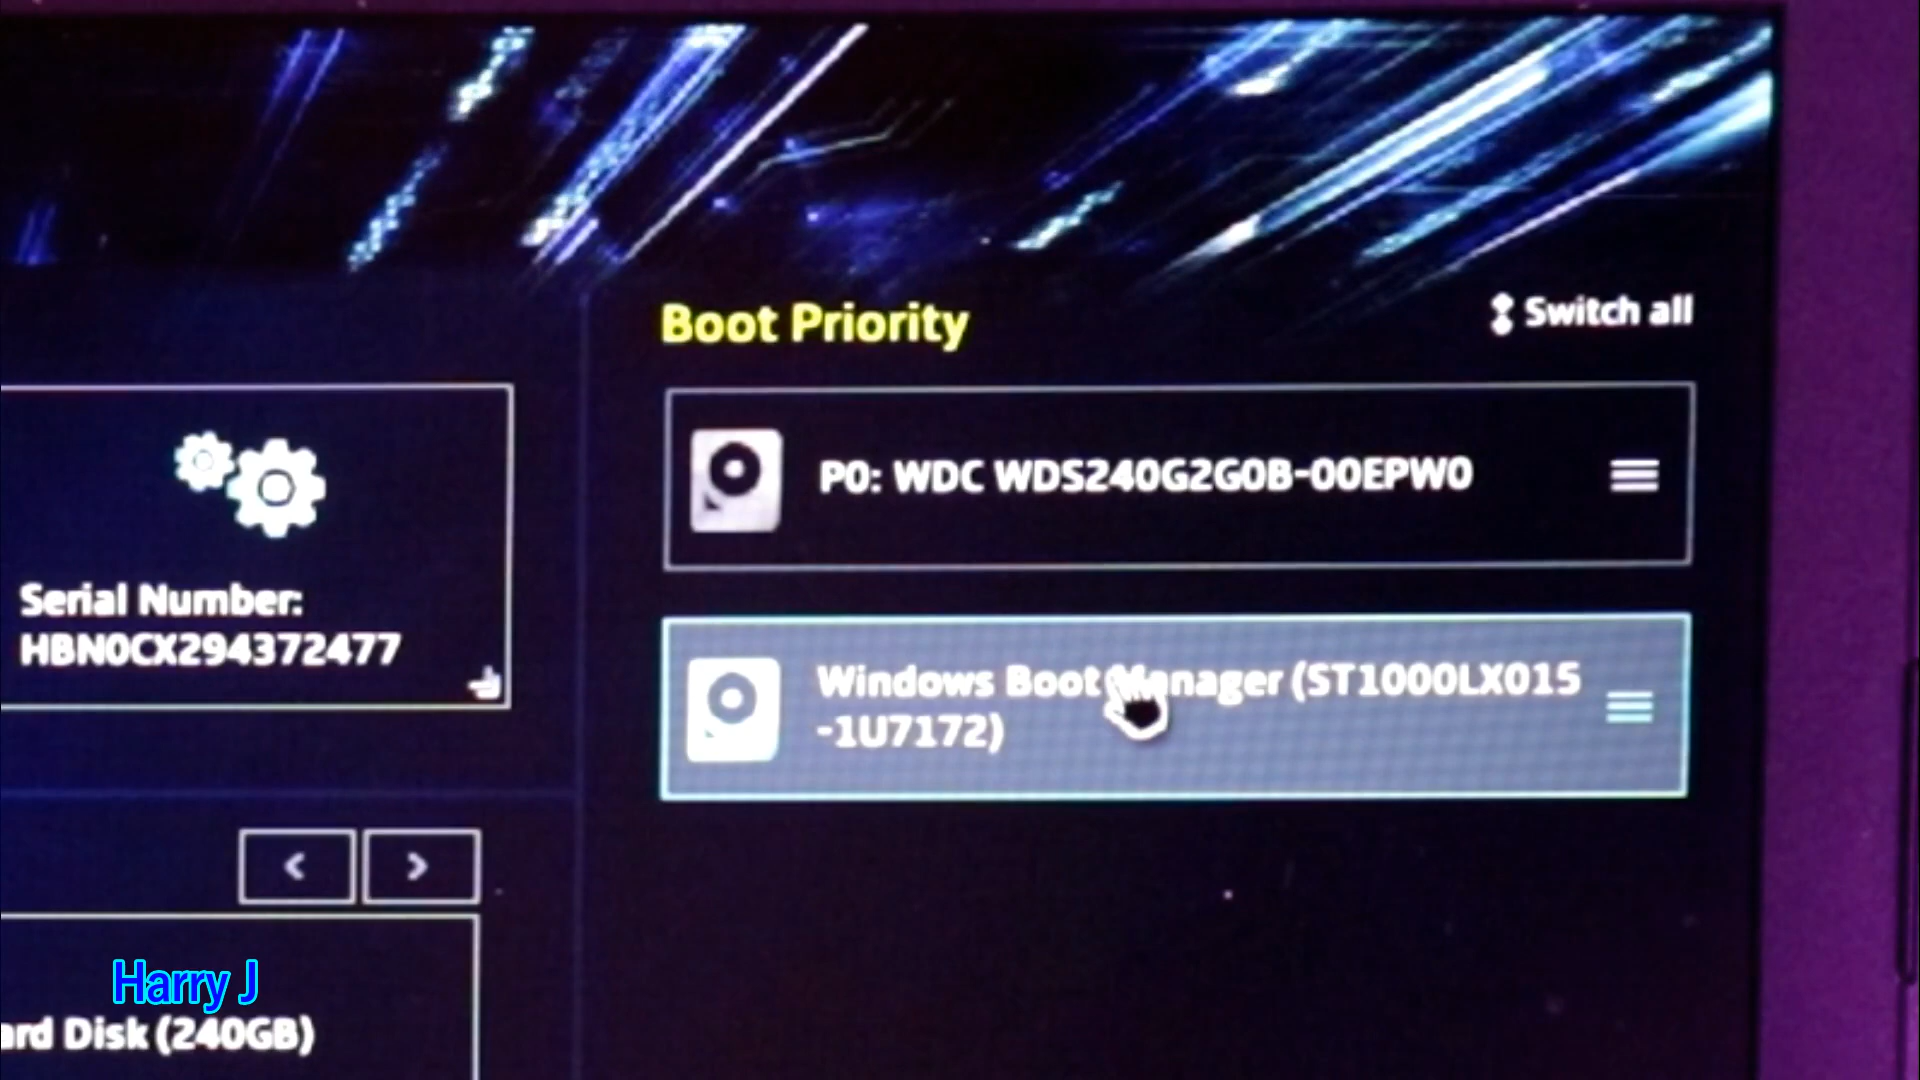 Boot Priority
Switch all
P0: WDC WDS240G2G0B-00EPW0
Windows Boot Manager (ST1000LX015
-1U7172)
Serial Number:
HBN0CX294372477
Harry J
Disk (240GB)